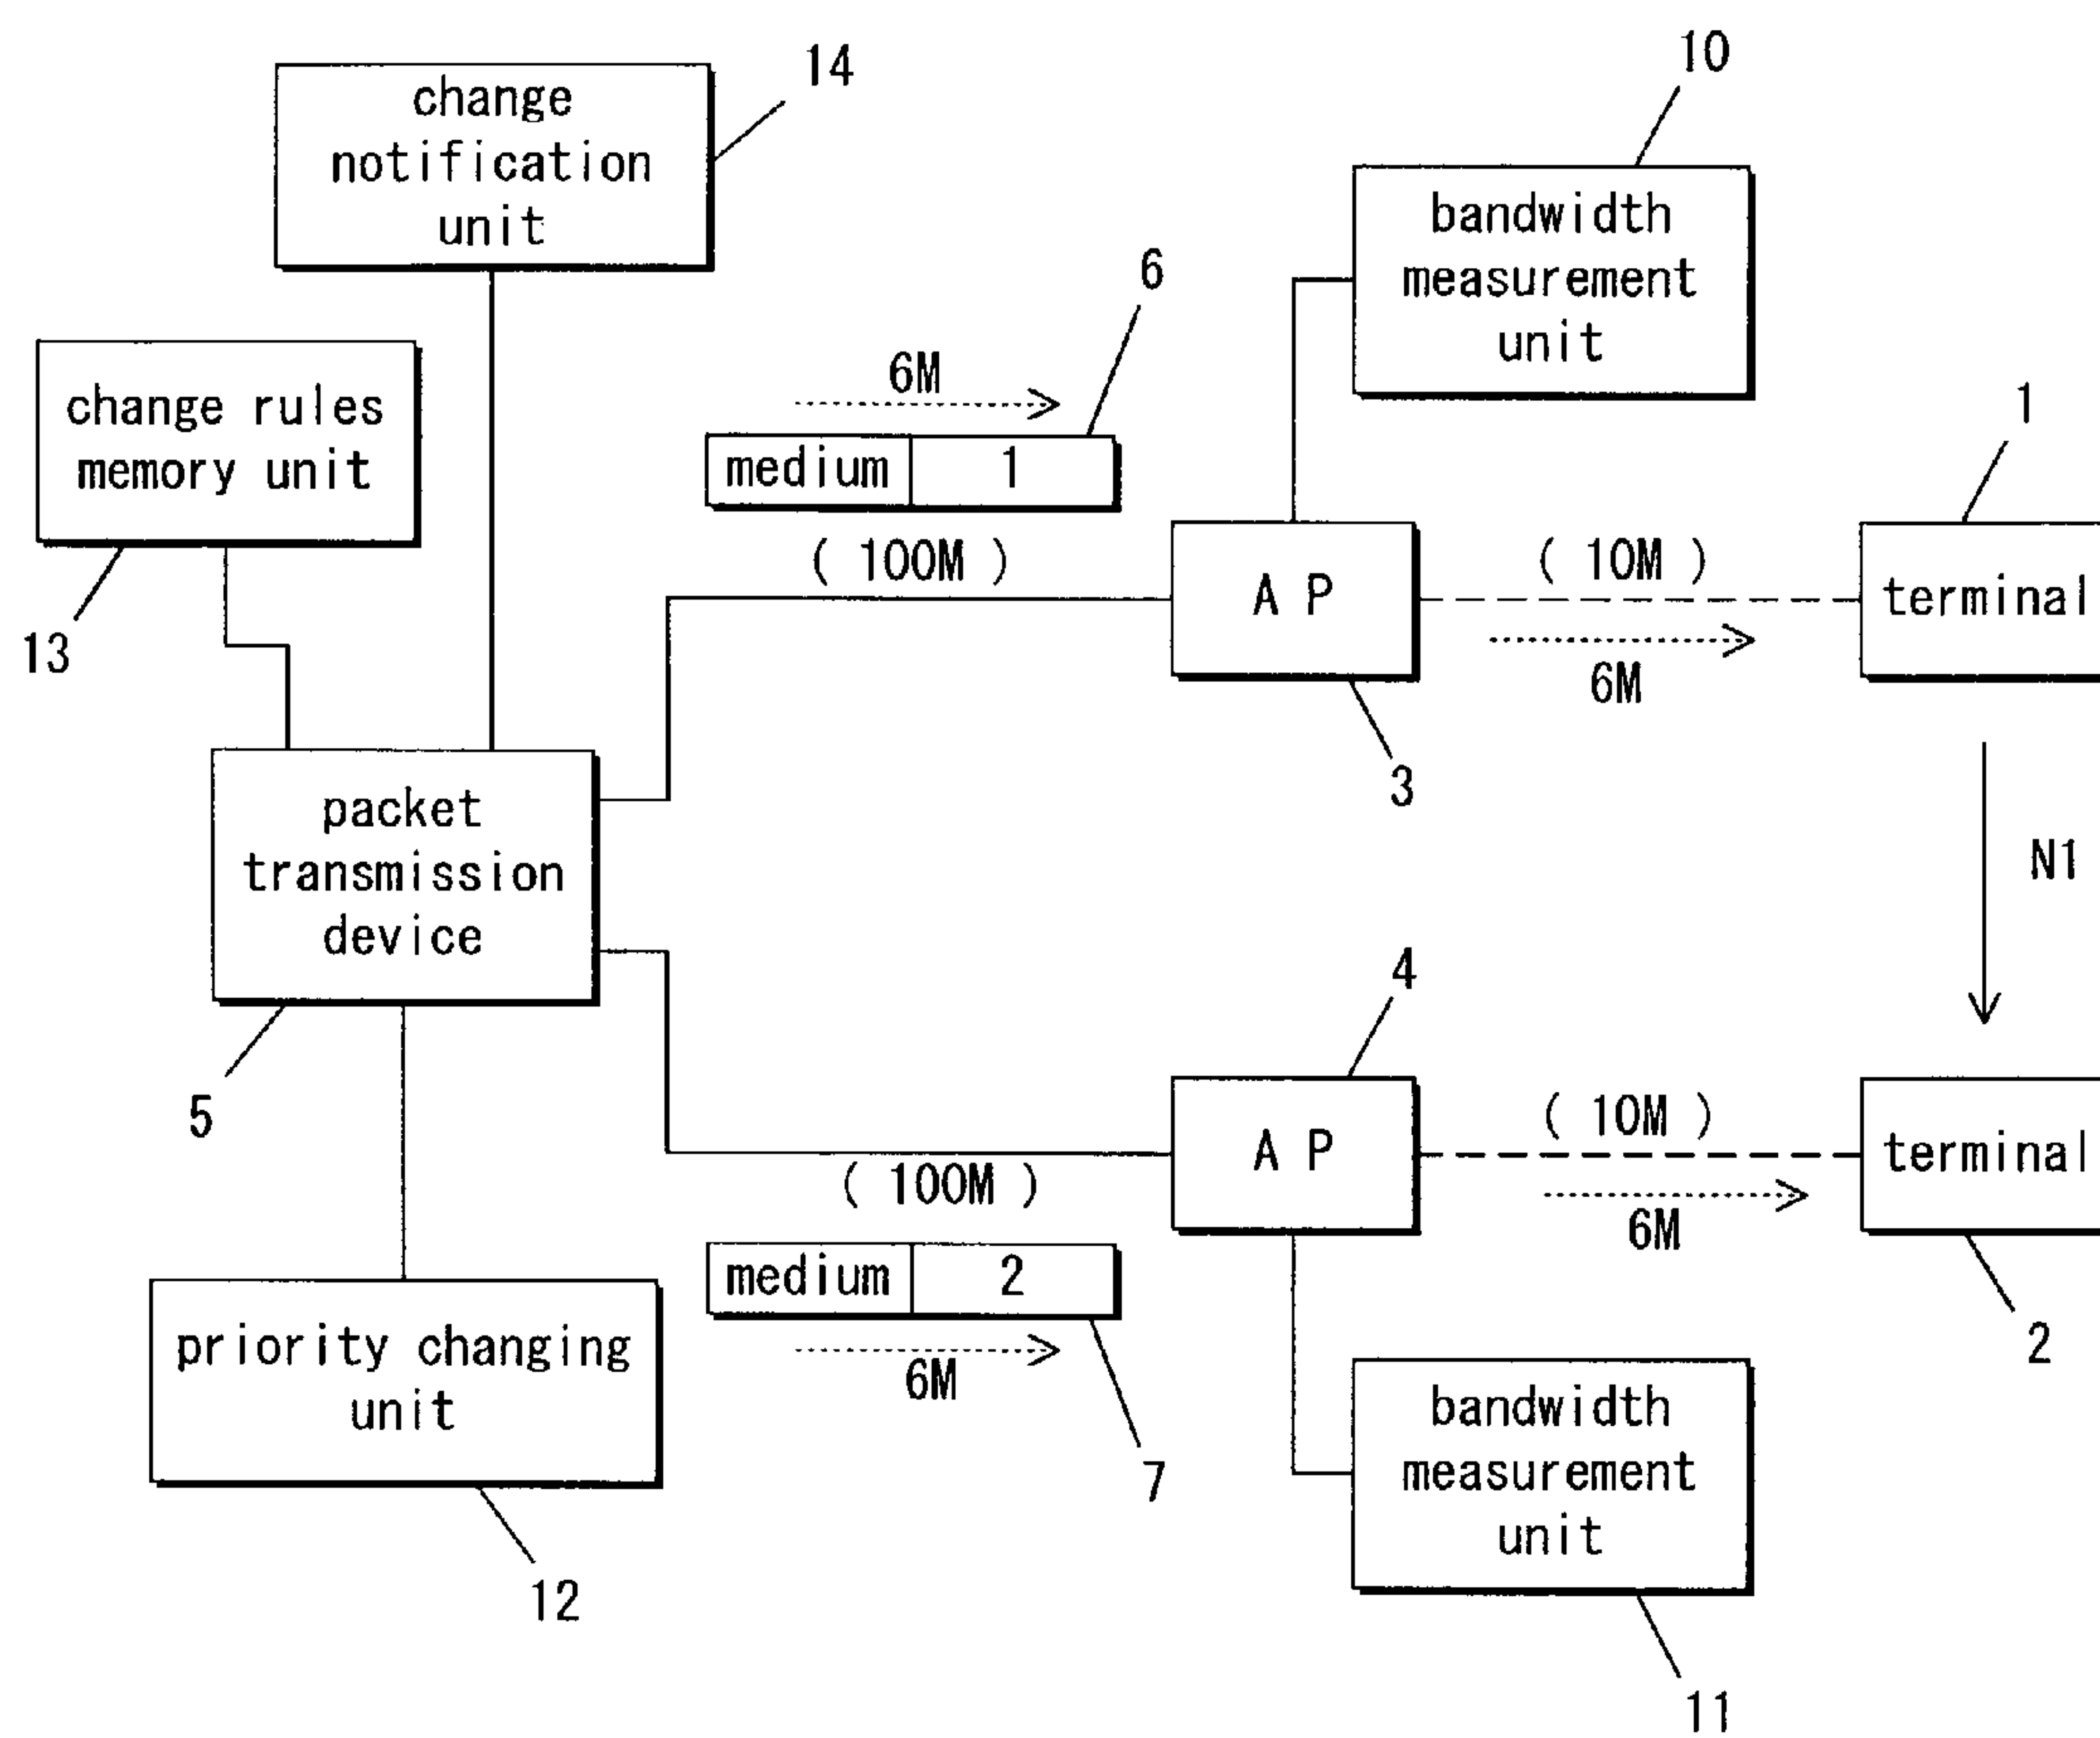 change
notification
unit
14
10
bandwidth
measurement
unit
6
6M
medium 1
change rules
memory unit
13
1
( 100M )
A P
( 10M )
terminal
6M
3
packet
transmission
device
5
N1
4
A P
( 10M )
terminal
6M
( 100M )
medium 2
6M
7
2
priority changing
unit
12
bandwidth
measurement
unit
11